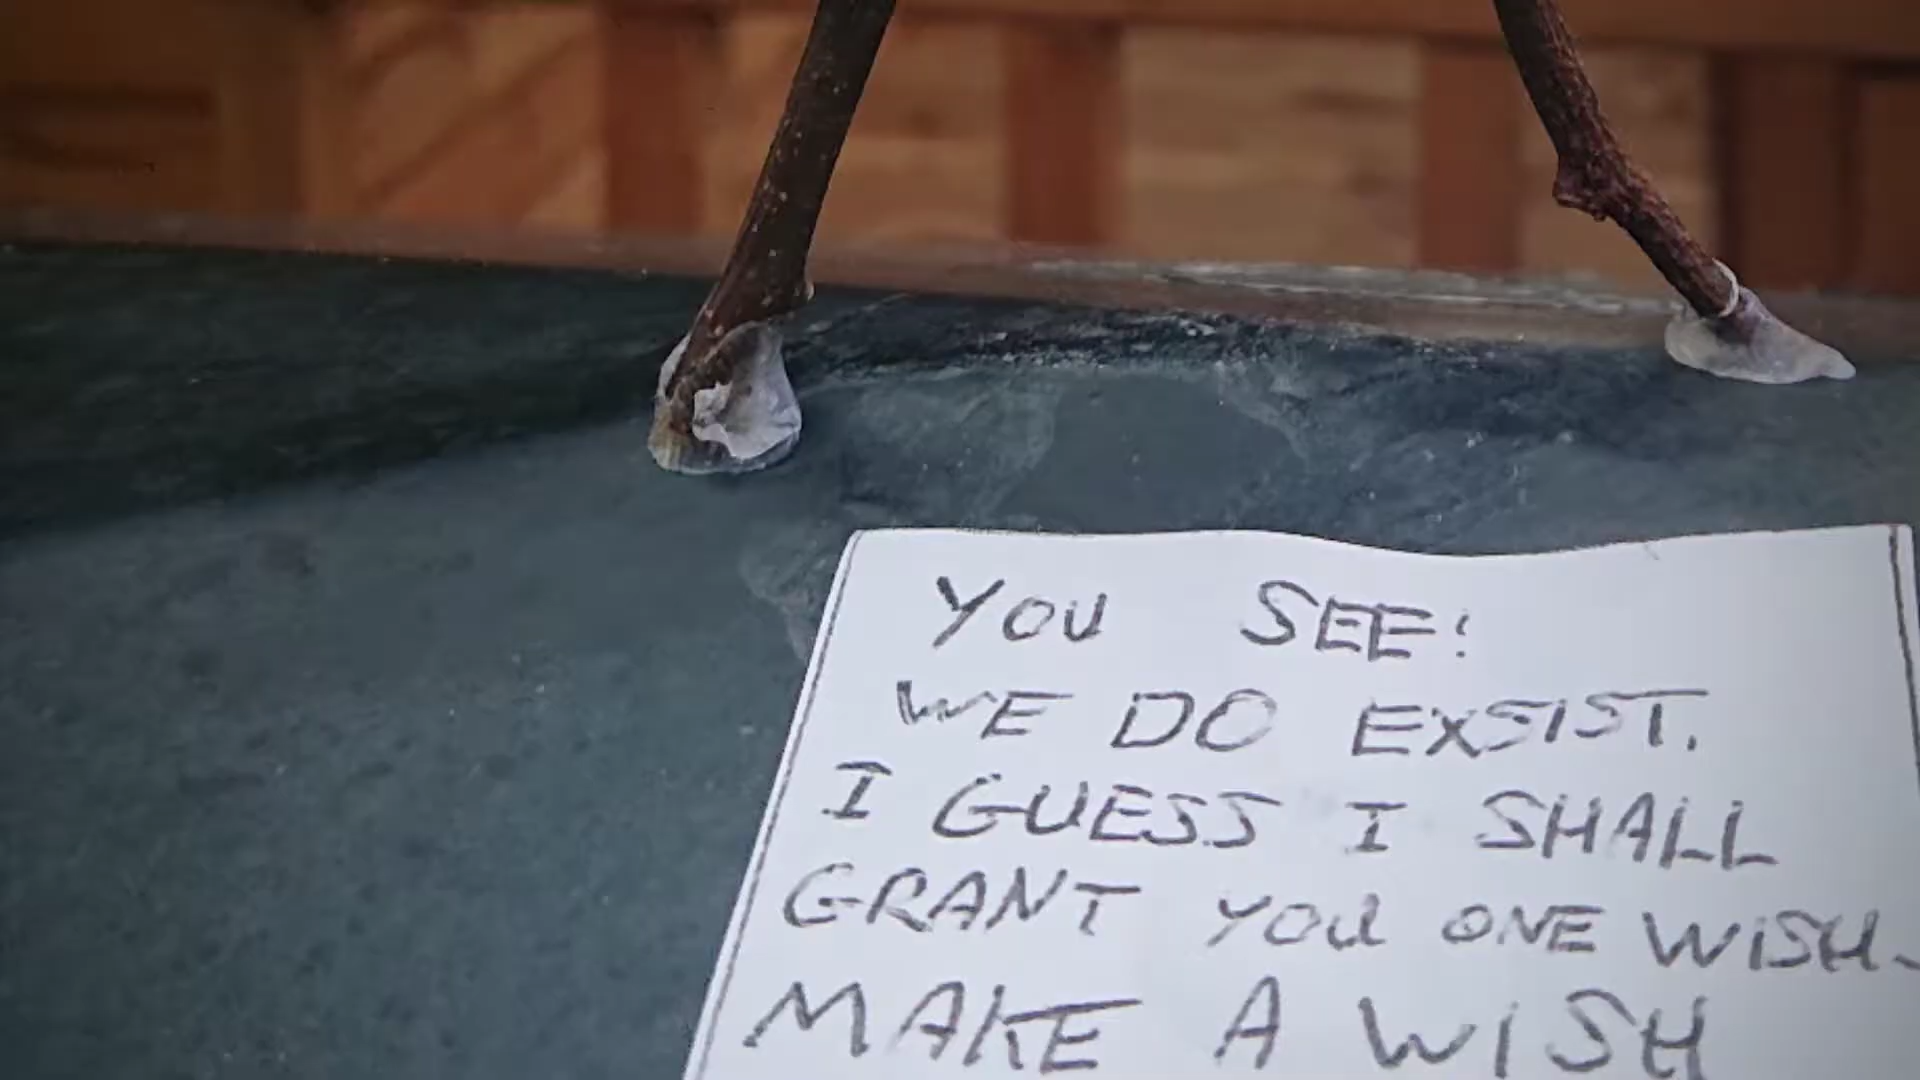 YOU SEE!
WE DO EXSIST.
I GUESS I SHALL
GRANT YOU ONE WISH.
MAKE A WISH